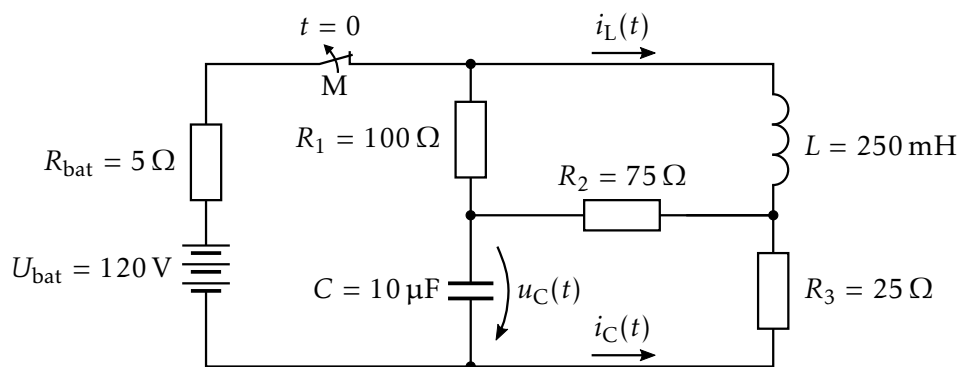 t = 0
i_L(t)
M
R_1 = 100 Ω
R_bat = 5 Ω
L = 250 mH
R_2 = 75 Ω
U_bat = 120 V
C = 10 µF
u_C(t)
R_3 = 25 Ω
i_C(t)